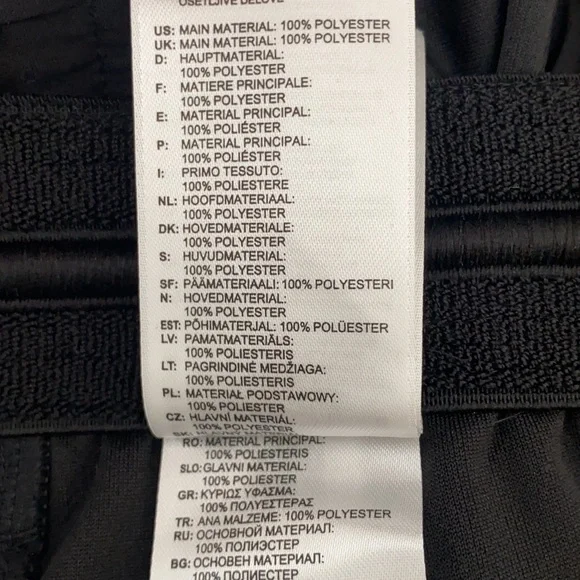 OSETLJIVE DELOVE
US: MAIN MATERIAL: 100% POLYESTER
UK: MAIN MATERIAL: 100% POLYESTER
D: HAUPTMATERIAL:
100% POLYESTER
F: MATIERE PRINCIPALE:
100% POLYESTER
E: MATERIAL PRINCIPAL:
100% POLIÉSTER
P: MATERIAL PRINCIPAL:
100% POLIÉSTER
I: PRIMO TESSUTO:
100% POLIESTERE
NL: HOOFDMATERIAAL:
100% POLYESTER
DK: HOVEDMATERIALE:
100% POLYESTER
S: HUVUDMATERIAL:
100% POLYESTER
SF: PÄÄMATERIAALI: 100% POLYESTERI
N: HOVEDMATERIAL:
100% POLYESTER
EST: PÕHIMATERJAL: 100% POLÜESTER
LV: PAMATMATERIĀLS:
100% POLIESTERIS
LT: PAGRINDINĖ MEDŽIAGA:
100% POLIESTERIS
PL: MATERIAŁ PODSTAWOWY:
100% POLIESTER
CZ: HLAVNÍ MATERIÁL:
100% POLYESTER
RO: MATERIAL PRINCIPAL:
100% POLIESTERIS
SLO: GLAVNI MATERIAL:
100% POLIESTER
GR: ΚΥΡΙΩΣ ΥΦΑΣΜΑ:
100% ΠΟΛΥΕΣΤΕΡΑΣ
TR: ANA MALZEME: 100% POLYESTER
RU: ОСНОВНОЙ МАТЕРИАЛ:
100% ПОЛИЭСТЕР
BG: ОСНОВЕН МАТЕРИАЛ:
100% ПОЛИЕСТЕР